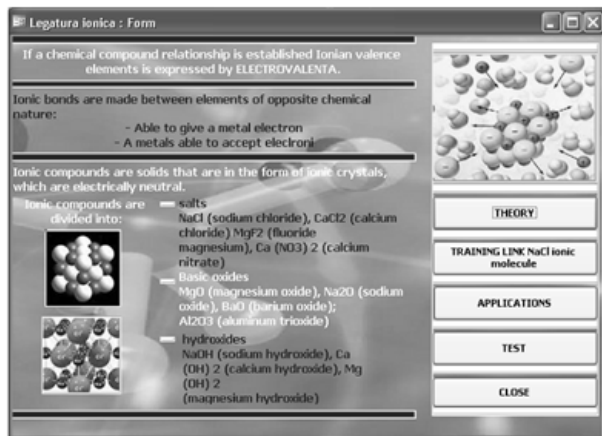 Legatura ionica : Form
If a chemical compound relationship is established Ionian valence
elements is expressed by ELECTROVALENTA.
Ionic bonds are made between elements of opposite chemical
nature:
- Able to give a metal electron
- A metals able to accept eleclroni
Ionic compounds are solids that are in the form of ionic crystals,
which are electrically neutral.
Ionic compounds are
divided into:
salts
NaCl (sodium chloride), CaCl2 (calcium
chloride) MgF2 (fluoride
magnesium), Ca (NO3) 2 (calcium
nitrate)
Basic oxides
MgO (magnesium oxide), Na2O (sodium
oxide), BaO (barium oxide);
Al2O3 (aluminum trioxide)
hydroxides
NaOH (sodium hydroxide), Ca
(OH) 2 (calcium hydroxide), Mg
(OH) 2
(magnesium hydroxide)
THEORY
TRAINING LINK NaCl ionic
molecule
APPLICATIONS
TEST
CLOSE